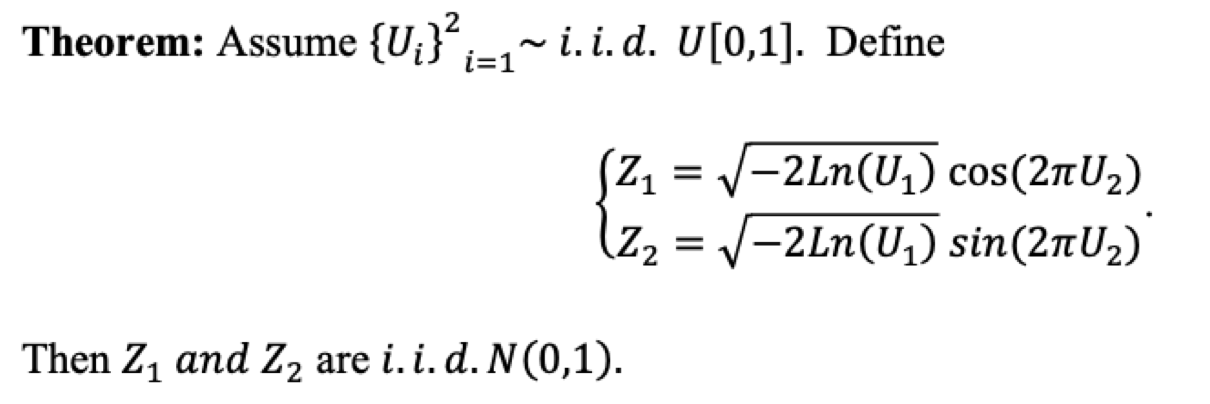 Theorem: Assume {U_i}^2_{i=1} ~ i.i.d. U[0,1]. Define
{Z_1 = √(-2Ln(U_1)) cos(2πU_2)
Z_2 = √(-2Ln(U_1)) sin(2πU_2).
Then Z_1 and Z_2 are i.i.d. N(0,1).